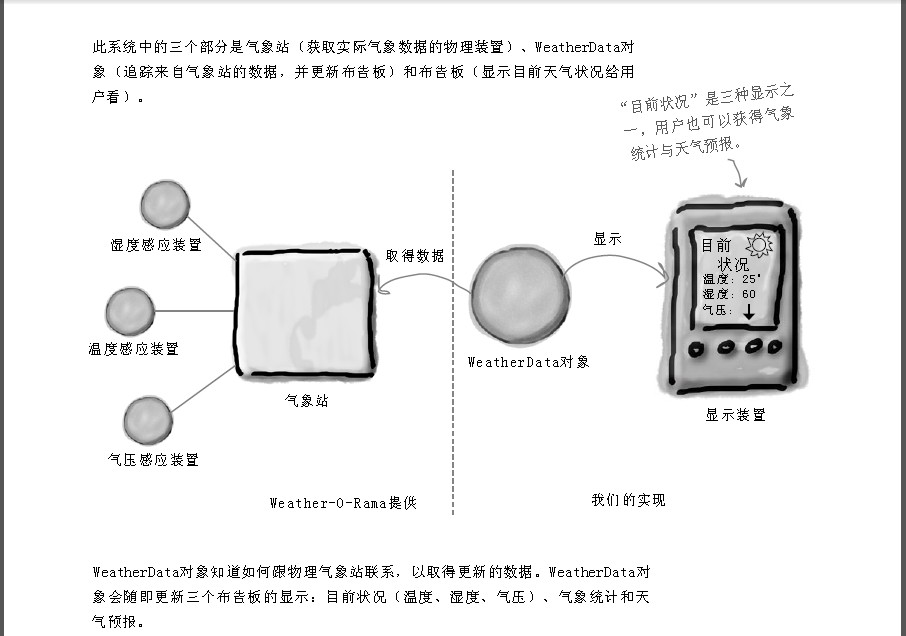 此系统中的三个部分是气象站（获取实际气象数据的物理装置）、WeatherData对
象（追踪来自气象站的数据，并更新布告板）和布告板（显示目前天气状况给用
户看）。
“目前状况”是三种显示之
一，用户也可以获得气象
统计与天气预报。
湿度感应装置
温度感应装置
气压感应装置
气象站
取得数据
WeatherData对象
显示
目前
状况
温度：25°
湿度：60
气压：
显示装置
Weather-O-Rama提供
我们的实现
WeatherData对象知道如何跟物理气象站联系，以取得更新的数据。WeatherData对
象会随即更新三个布告板的显示：目前状况（温度、湿度、气压）、气象统计和天
气预报。